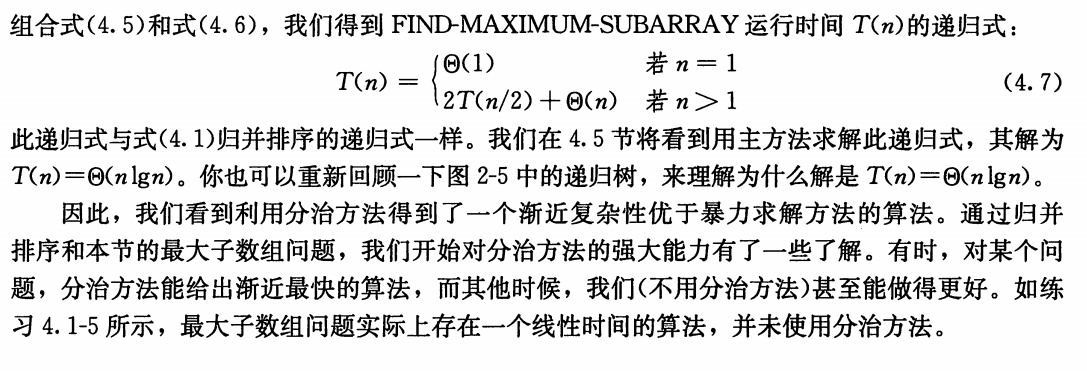 组合式(4.5)和式(4.6)，我们得到 FIND-MAXIMUM-SUBARRAY 运行时间 T(n)的递归式：
T(n) = {Θ(1) 若 n = 1
2T(n/2) + Θ(n) 若 n > 1 (4.7)
此递归式与式(4.1)归并排序的递归式一样。我们在 4.5 节将看到用主方法求解此递归式，其解为
T(n)=Θ(nlgn)。你也可以重新回顾一下图 2-5 中的递归树，来理解为什么解是 T(n)=Θ(nlgn)。
因此，我们看到利用分治方法得到了一个渐近复杂性优于暴力求解方法的算法。通过归并
排序和本节的最大子数组问题，我们开始对分治方法的强大能力有了一些了解。有时，对某个问
题，分治方法能给出渐近最快的算法，而其他时候，我们(不用分治方法)甚至能做得更好。如练
习 4.1-5 所示，最大子数组问题实际上存在一个线性时间的算法，并未使用分治方法。